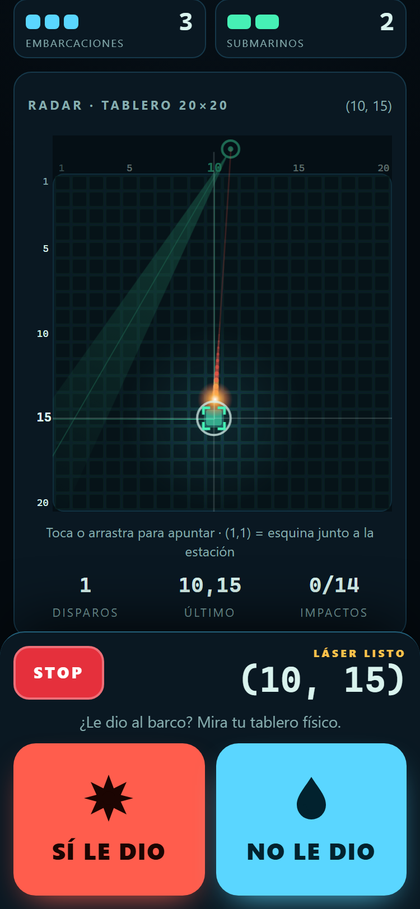 3
EMBARCACIONES
2
SUBMARINOS
RADAR · TABLERO 20×20
(10, 15)
1 5 10 15 20
1
5
10
15
20
Toca o arrastra para apuntar · (1,1) = esquina junto a la
estación
1 10,15 0/14
DISPAROS ÚLTIMO IMPACTOS
LÁSER LISTO
STOP
(10, 15)
¿Le dio al barco? Mira tu tablero físico.
SÍ LE DIO
NO LE DIO